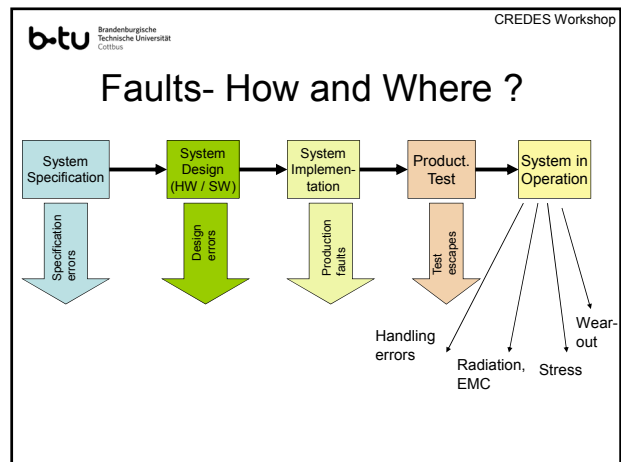 CREDES Workshop
b-tu
Brandenburgische
Technische Universität
Cottbus
Faults- How and Where ?
System
Specification
System
Design
(HW / SW)
System
Implemen-
tation
Product.
Test
System in
Operation
Specification
errors
Design
errors
Production
faults
Test
escapes
Handling
errors
Radiation,
EMC
Stress
Wear-
out